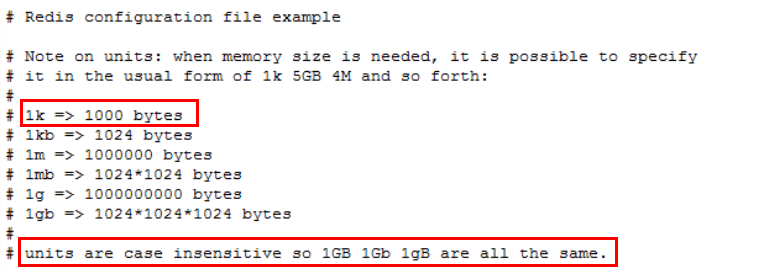 # Redis configuration file example
# Note on units: when memory size is needed, it is possible to specify
# it in the usual form of 1k 5GB 4M and so forth:
#
# 1k => 1000 bytes
# 1kb => 1024 bytes
# 1m => 1000000 bytes
# 1mb => 1024*1024 bytes
# 1g => 1000000000 bytes
# 1gb => 1024*1024*1024 bytes
#
# units are case insensitive so 1GB 1Gb 1gB are all the same.